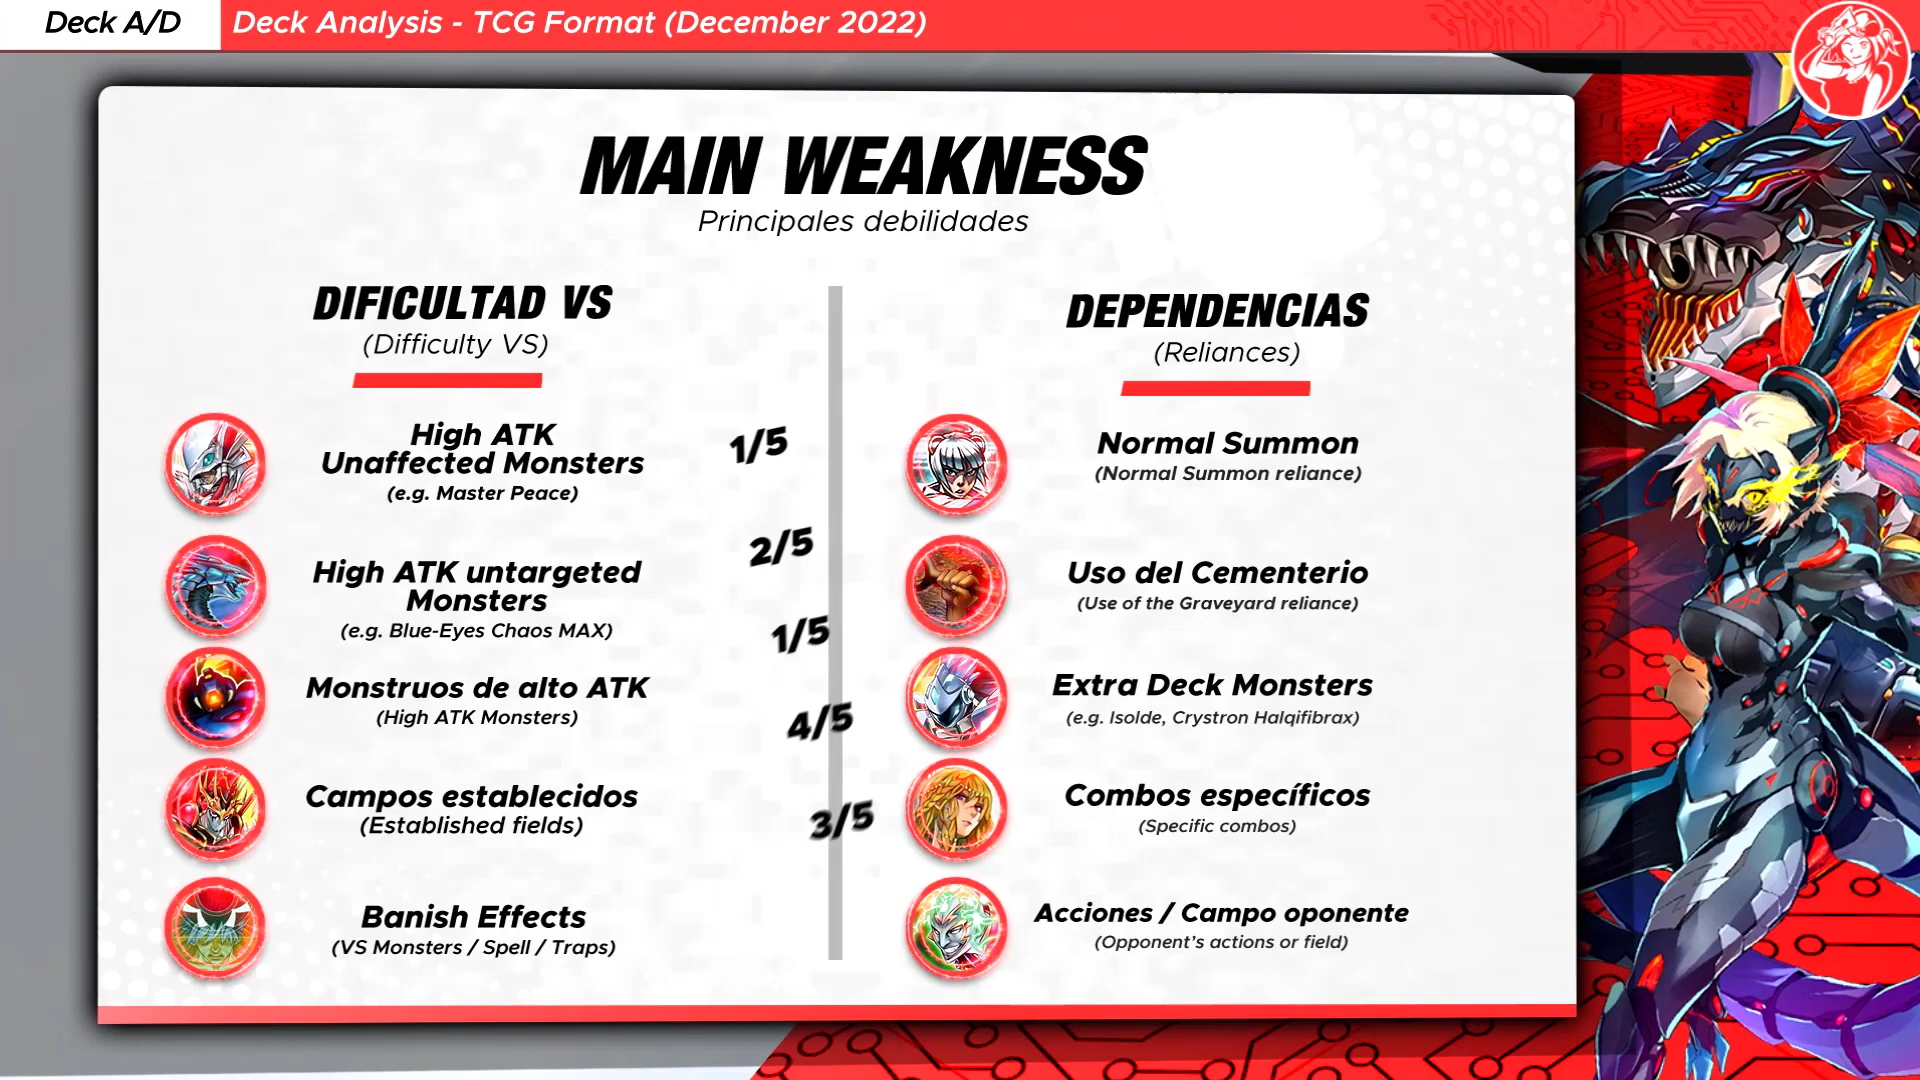 Deck A/D
Deck Analysis - TCG Format (December 2022)
MAIN WEAKNESS
Principales debilidades
DIFICULTAD VS
(Difficulty VS)
High ATK
Unaffected Monsters
(e.g. Master Peace)
1/5
High ATK untargeted
Monsters
(e.g. Blue-Eyes Chaos MAX)
2/5
Monstruos de alto ATK
(High ATK Monsters)
1/5
Campos establecidos
(Established fields)
4/5
Banish Effects
(VS Monsters / Spell / Traps)
3/5
DEPENDENCIAS
(Reliances)
Normal Summon
(Normal Summon reliance)
Uso del Cementerio
(Use of the Graveyard reliance)
Extra Deck Monsters
(e.g. Isolde, Crystron Halqifibrax)
Combos específicos
(Specific combos)
Acciones / Campo oponente
(Opponent's actions or field)